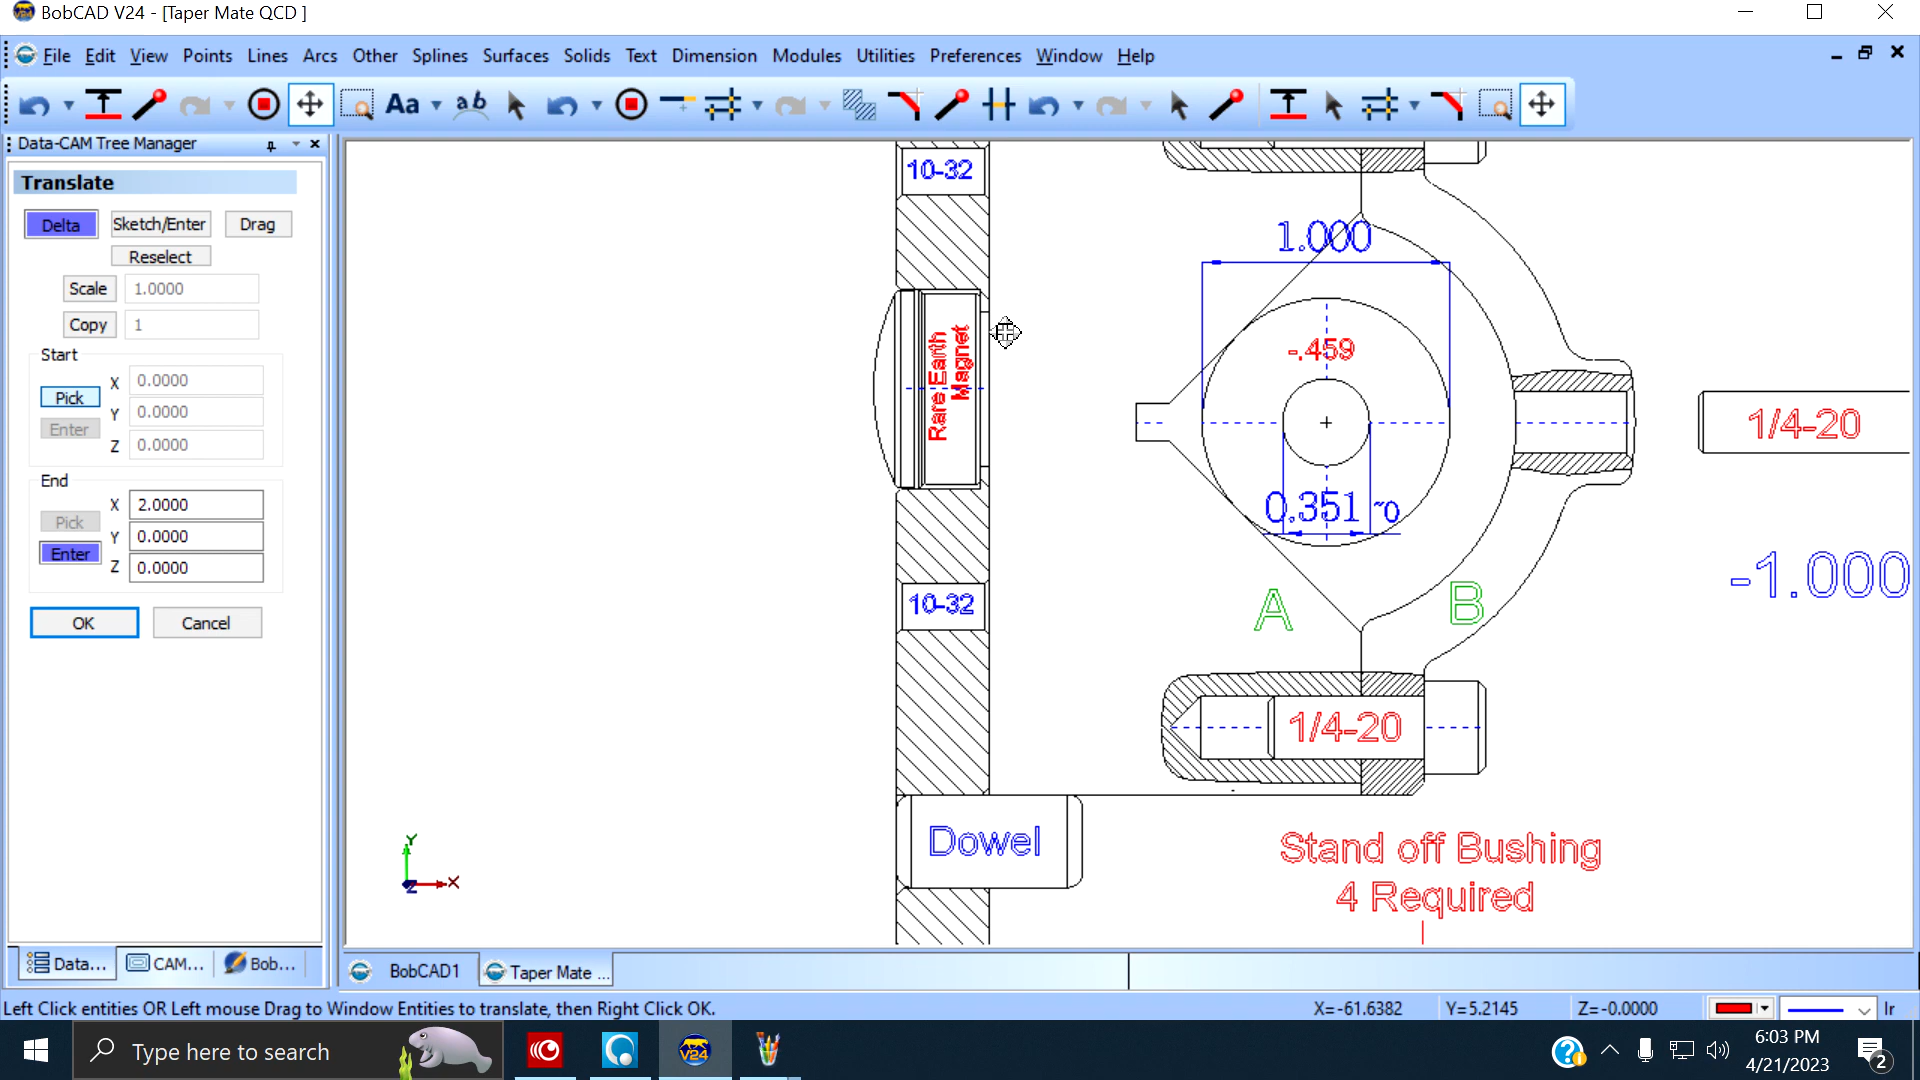 BobCAD V24 - [Taper Mate QCD ]
File Edit View Points Lines Arcs Other Splines Surfaces Solids Text Dimension Modules Utilities Preferences Window Help
Aa ab
Data-CAM Tree Manager
Translate
Delta Sketch/Enter Drag
Reselect
Scale 1.0000
Copy 1
Start
Pick X 0.0000
Y 0.0000
Enter
Z 0.0000
End
X 2.0000
Pick
Y 0.0000
Enter
Z 0.0000
OK Cancel
10-32
1.000
-.459
Rare Earth
Magnet
1/4-20
0.351 ~0
-1.000
10-32
A B
1/4-20
Dowel
Stand off Bushing
4 Required
Y
X
Z
Data... CAM... Bob...
BobCAD1 Taper Mate ...
Left Click entities OR Left mouse Drag to Window Entities to translate, then Right Click OK.
X=-61.6382 Y=5.2145 Z=-0.0000 Ir
Type here to search
V24
6:03 PM
4/21/2023
2